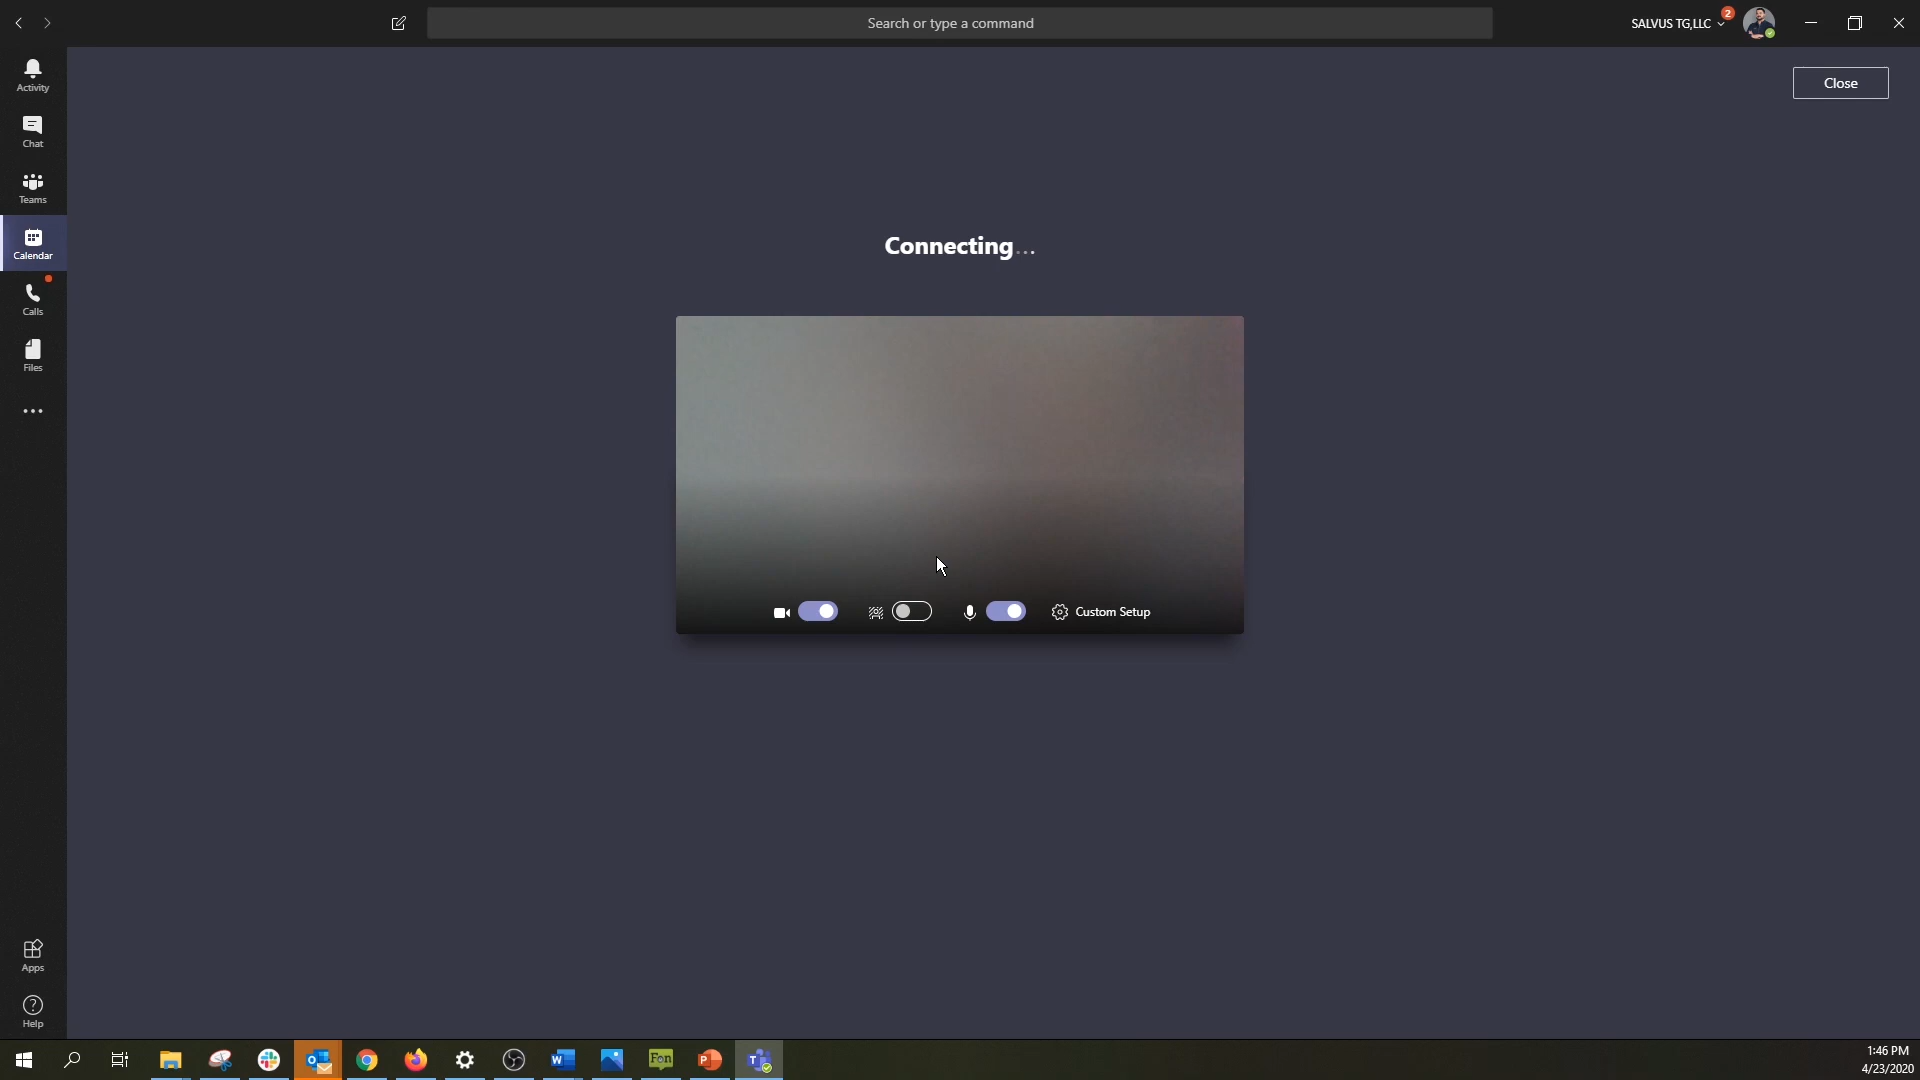 Search or type a command
SALVUS TG,LLC
2
Activity
Chat
Teams
Calendar
Calls
Files
Close
Connecting...
Custom Setup
Apps
Help
Fon
1:46 PM
4/23/2020